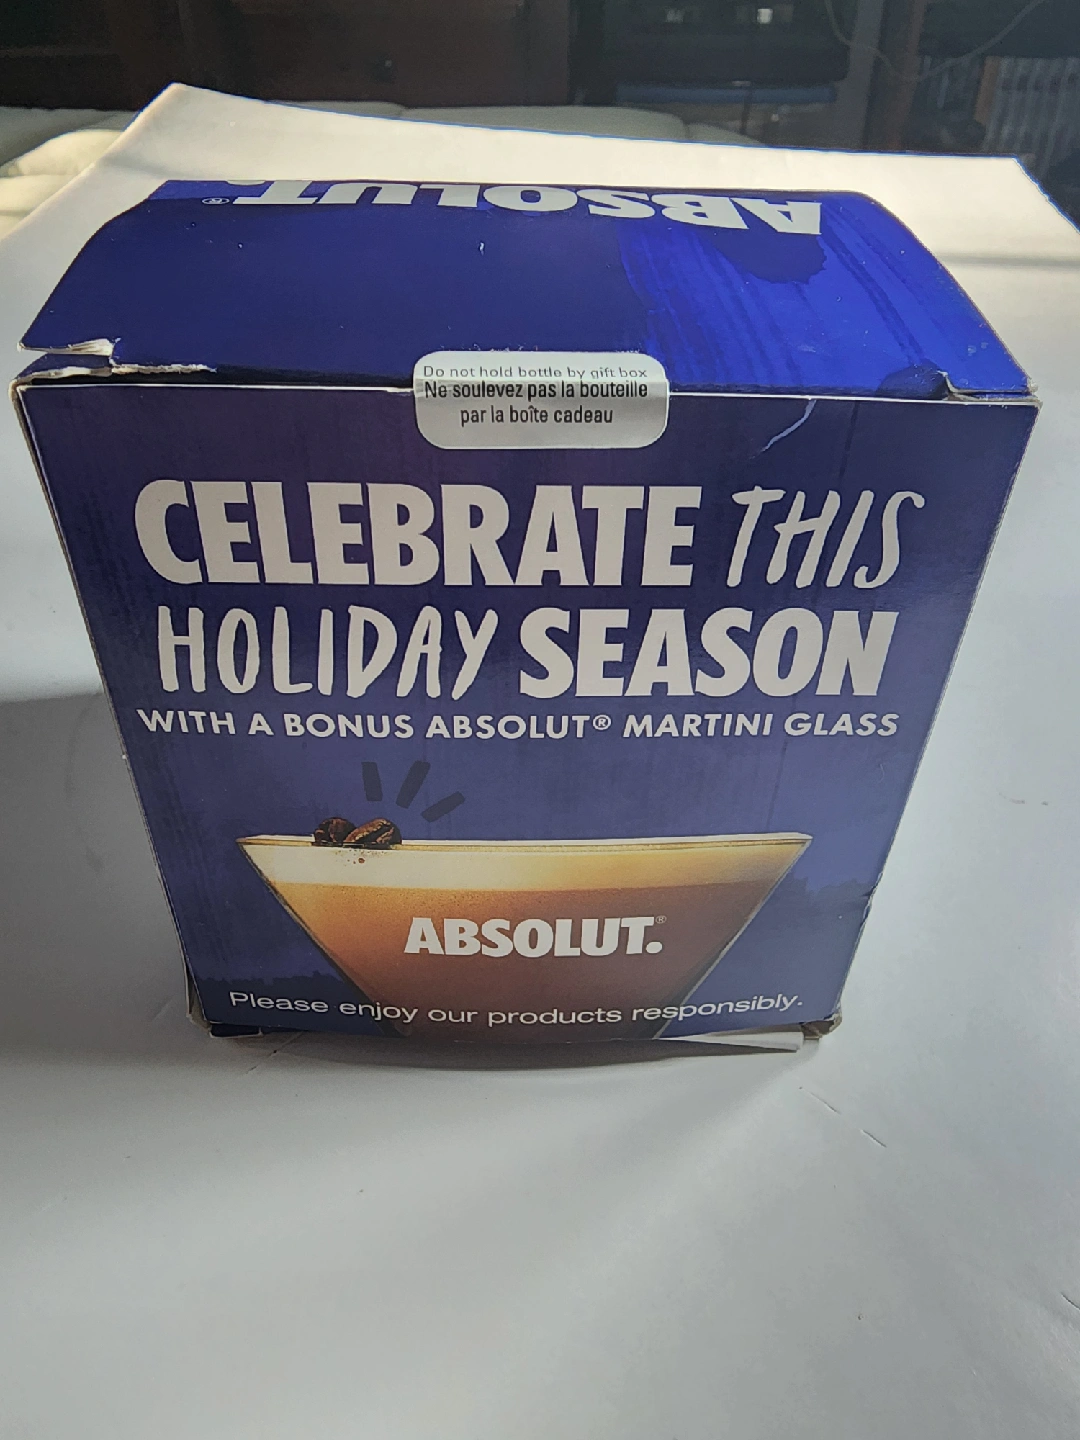 ABSOLUT.®
Do not hold bottle by gift box
Ne soulevez pas la bouteille
par la boîte cadeau
CELEBRATE THIS
HOLIDAY SEASON
WITH A BONUS ABSOLUT® MARTINI GLASS
ABSOLUT.®
Please enjoy our products responsibly.